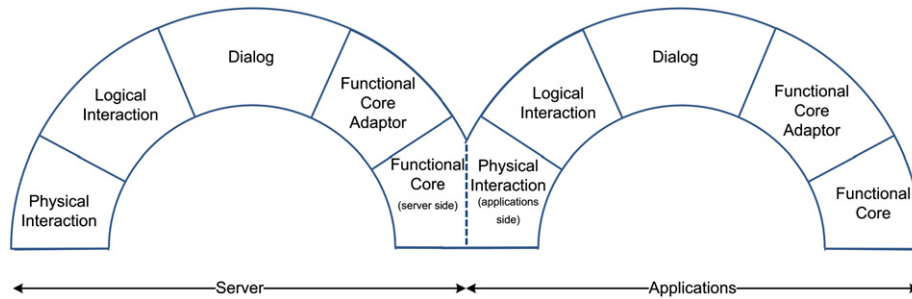 Physical
Interaction
Logical
Interaction
Dialog
Functional
Core
Adaptor
Functional
Core
(server side)
Physical
Interaction
(applications
side)
Logical
Interaction
Dialog
Functional
Core
Adaptor
Functional
Core
Server
Applications